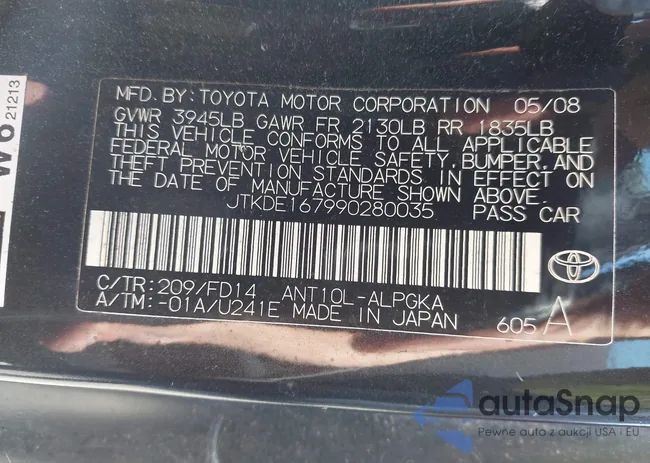 MFD. BY: TOYOTA MOTOR CORPORATION 05/08
GVWR 3945LB GAWR FR 2130LB RR 1835LB
THIS VEHICLE CONFORMS TO ALL APPLICABLE
FEDERAL MOTOR VEHICLE SAFETY, BUMPER, AND
THEFT PREVENTION STANDARDS IN EFFECT ON
THE DATE OF MANUFACTURE SHOWN ABOVE.
JTKDE167990280035 PASS CAR
C/TR: 209/FD14 ANT10L-ALPGKA
A/TM: -01A/U241E MADE IN JAPAN 605 A
W6 21213
autaSnap
Pewne auto z aukcji USA i EU